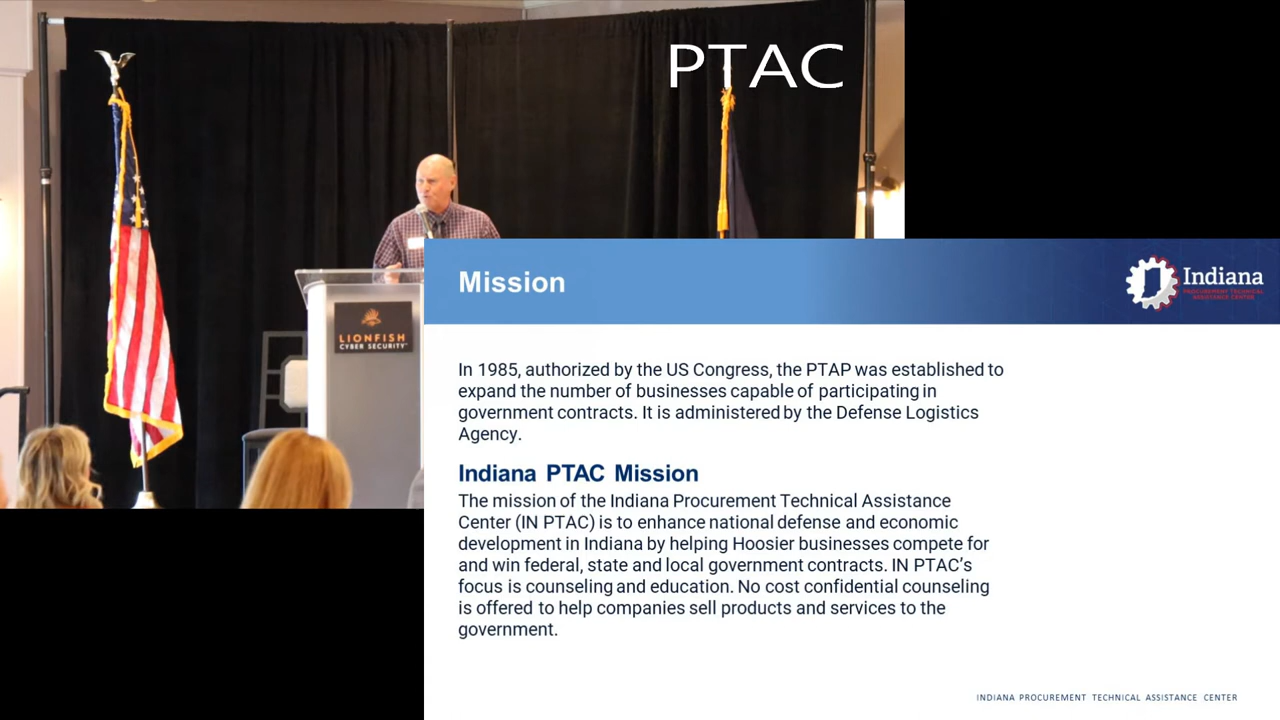 PTAC
LIONFISH
CYBER SECURITY
Mission
Indiana
PROCUREMENT TECHNICAL
ASSISTANCE CENTER
In 1985, authorized by the US Congress, the PTAP was established to
expand the number of businesses capable of participating in
government contracts. It is administered by the Defense Logistics
Agency.
Indiana PTAC Mission
The mission of the Indiana Procurement Technical Assistance
Center (IN PTAC) is to enhance national defense and economic
development in Indiana by helping Hoosier businesses compete for
and win federal, state and local government contracts. IN PTAC’s
focus is counseling and education. No cost confidential counseling
is offered to help companies sell products and services to the
government.
INDIANA PROCUREMENT TECHNICAL ASSISTANCE CENTER